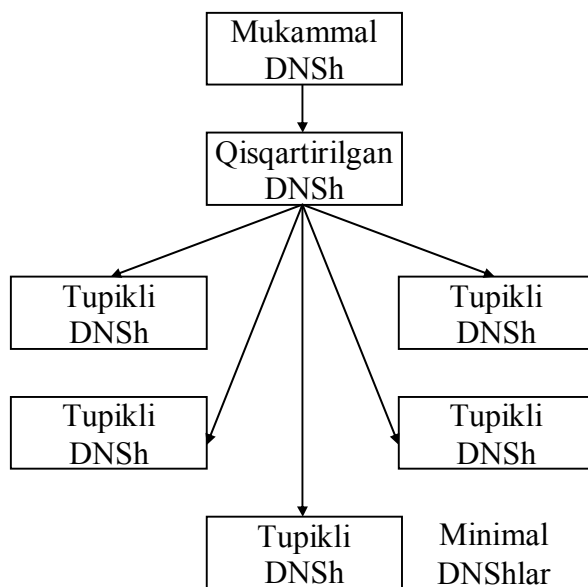 Mukammal
DNSh
Qisqartirilgan
DNSh
Tupikli
DNSh
Tupikli
DNSh
Tupikli
DNSh
Tupikli
DNSh
Tupikli
DNSh
Minimal
DNShlar